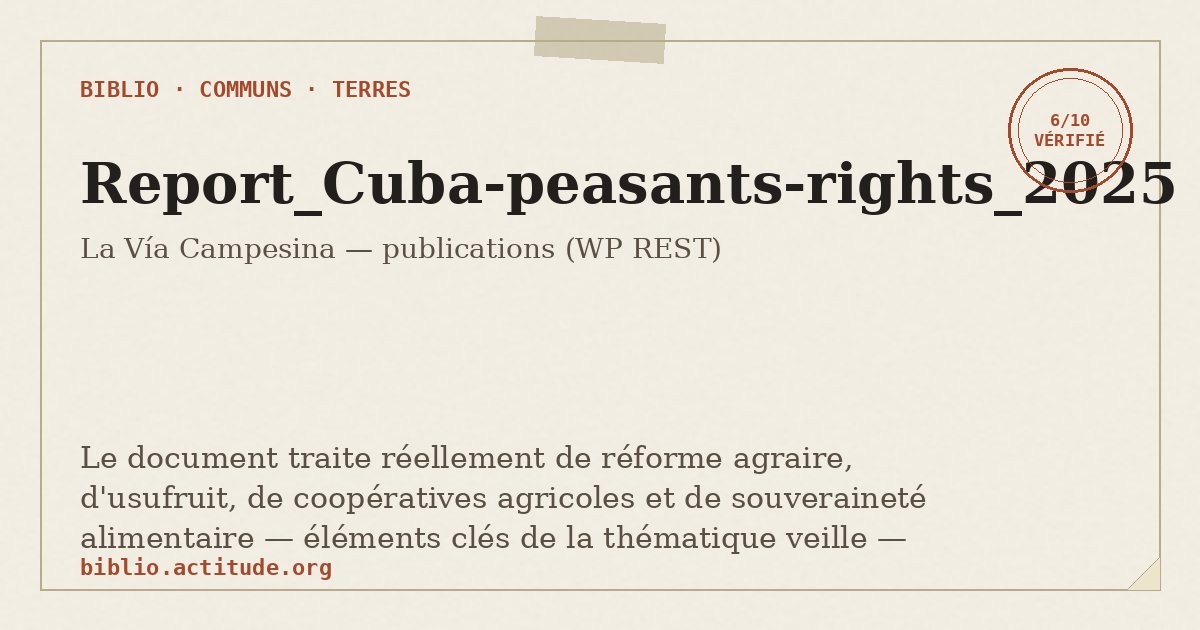 BIBLIO · COMMUNS · TERRES
6/10
VÉRIFIÉ
Report_Cuba-peasants-rights_2025
La Vía Campesina — publications (WP REST)
Le document traite réellement de réforme agraire,
d'usufruit, de coopératives agricoles et de souveraineté
alimentaire — éléments clés de la thématique veille —
biblio.actitude.org